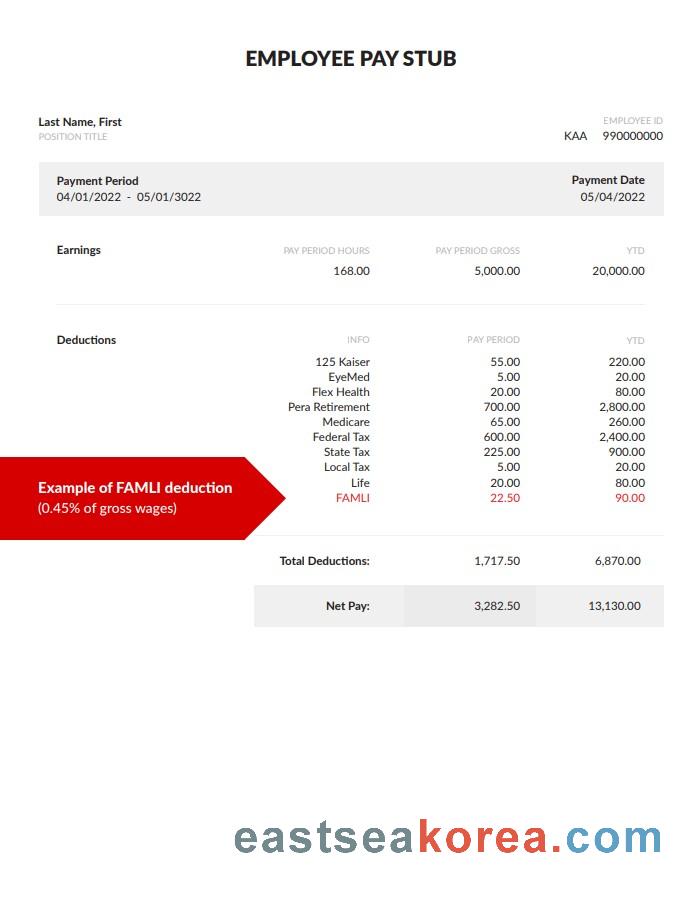 EMPLOYEE PAY STUB
Last Name, First EMPLOYEE ID
POSITION TITLE KAA 990000000
Payment Period Payment Date
04/01/2022 - 05/01/3022 05/04/2022
Earnings PAY PERIOD HOURS PAY PERIOD GROSS YTD
168.00 5,000.00 20,000.00
Deductions INFO PAY PERIOD YTD
125 Kaiser 55.00 220.00
EyeMed 5.00 20.00
Flex Health 20.00 80.00
Pera Retirement 700.00 2,800.00
Medicare 65.00 260.00
Federal Tax 600.00 2,400.00
State Tax 225.00 900.00
Local Tax 5.00 20.00
Life 20.00 80.00
FAMLI 22.50 90.00
Example of FAMLI deduction
(0.45% of gross wages)
Total Deductions: 1,717.50 6,870.00
Net Pay: 3,282.50 13,130.00
eastseakorea.com